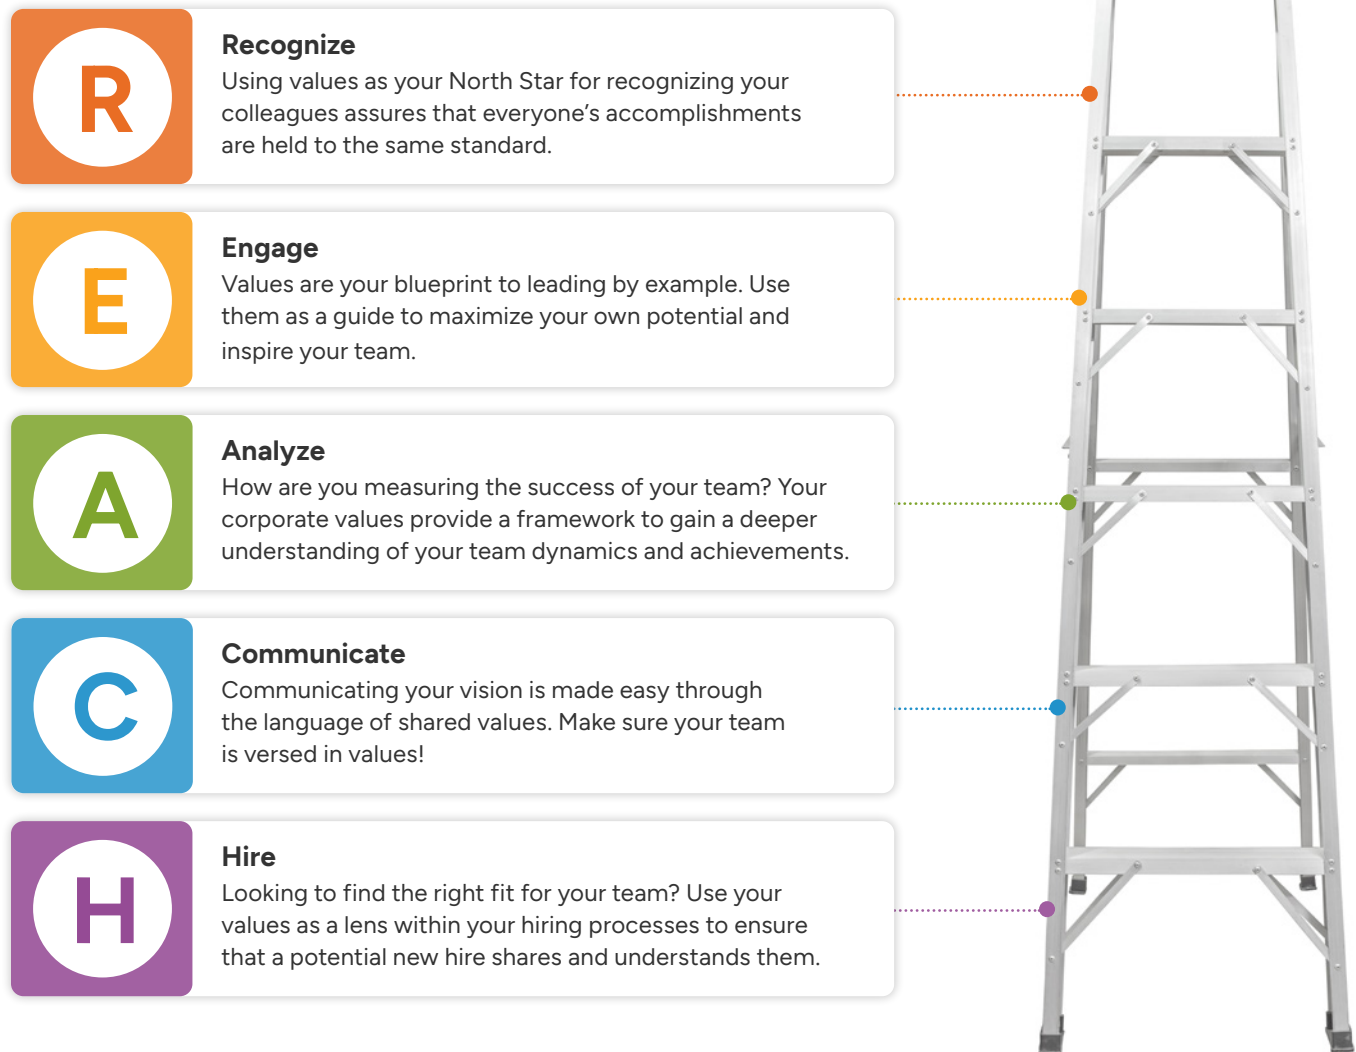 R
Recognize
Using values as your North Star for recognizing your
colleagues assures that everyone’s accomplishments
are held to the same standard.
E
Engage
Values are your blueprint to leading by example. Use
them as a guide to maximize your own potential and
inspire your team.
A
Analyze
How are you measuring the success of your team? Your
corporate values provide a framework to gain a deeper
understanding of your team dynamics and achievements.
C
Communicate
Communicating your vision is made easy through
the language of shared values. Make sure your team
is versed in values!
H
Hire
Looking to find the right fit for your team? Use your
values as a lens within your hiring processes to ensure
that a potential new hire shares and understands them.